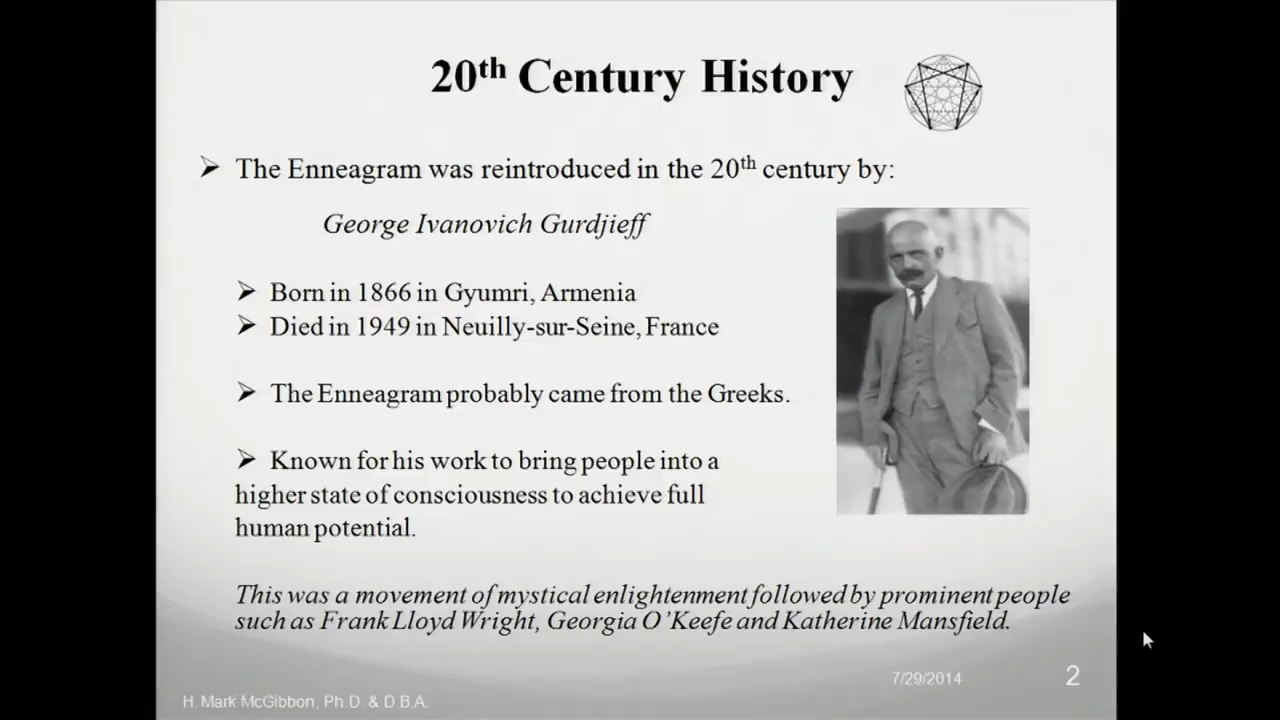 20th Century History
The Enneagram was reintroduced in the 20th century by:
George Ivanovich Gurdjieff
Born in 1866 in Gyumri, Armenia
Died in 1949 in Neuilly-sur-Seine, France
The Enneagram probably came from the Greeks.
Known for his work to bring people into a
higher state of consciousness to achieve full
human potential.
This was a movement of mystical enlightenment followed by prominent people
such as Frank Lloyd Wright, Georgia O'Keefe and Katherine Mansfield.
7/29/2014
2
H. Mark McGibbon, Ph.D. & D.B.A.